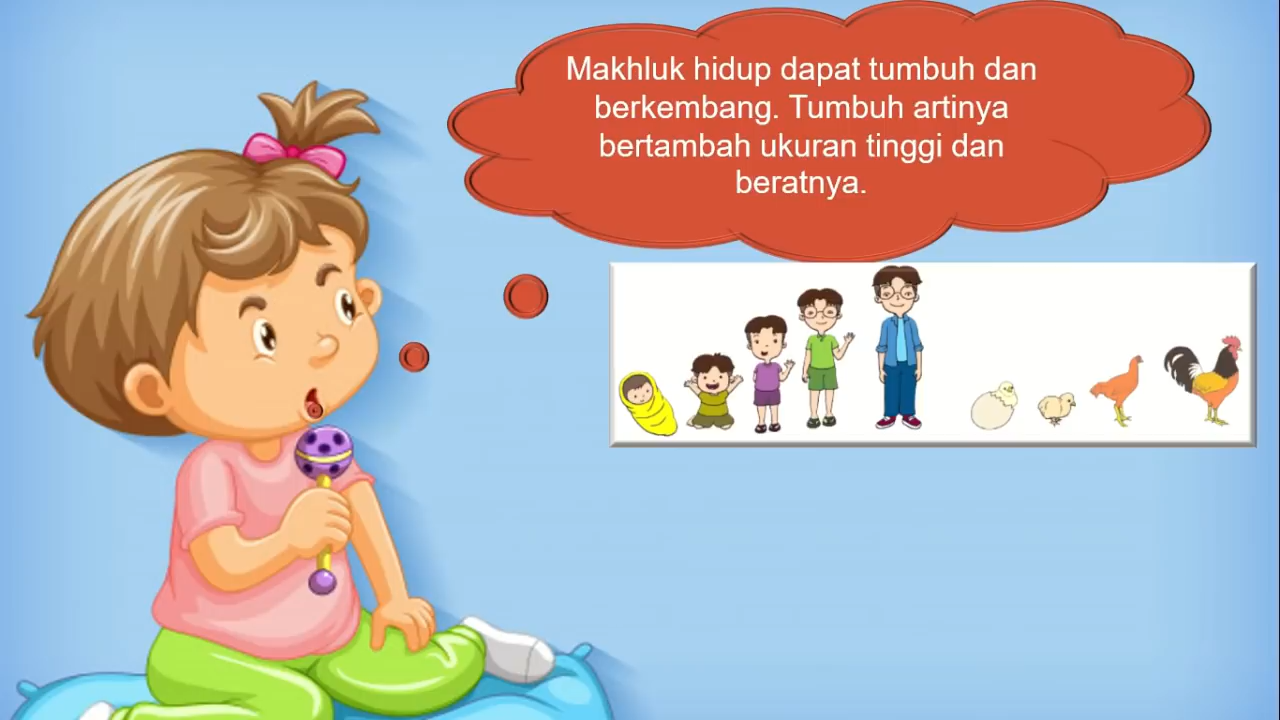 Makhluk hidup dapat tumbuh dan
berkembang. Tumbuh artinya
bertambah ukuran tinggi dan
beratnya.